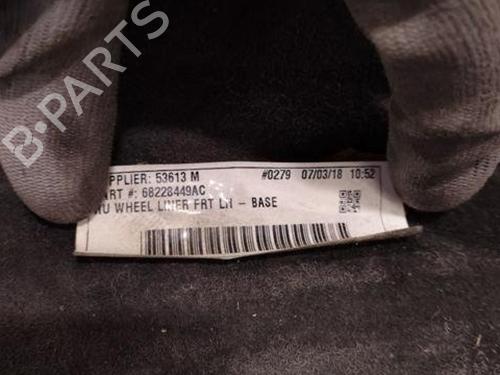 B-PARTS
PPLIER: 53613 M #0279 07/03/18 10:52
ART #: 68228449AC
WHEEL LINER FRT LH - BASE